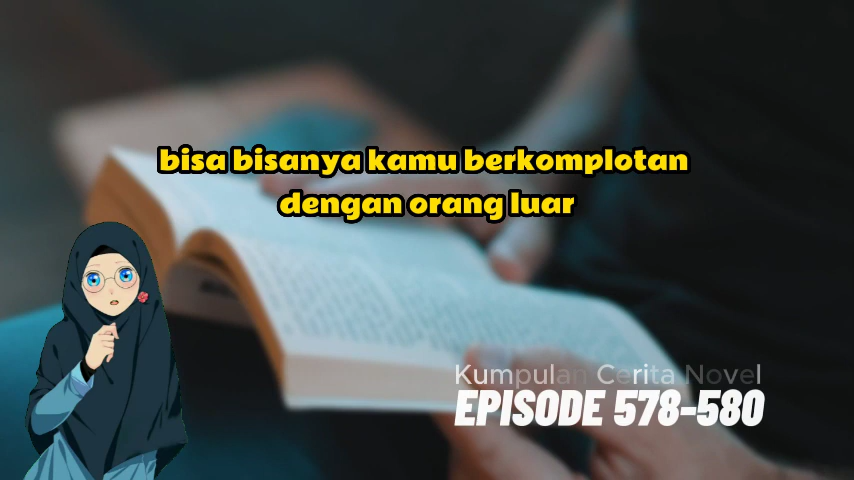 bisa bisanya kamu berkomplotan
dengan orang luar
Kumpulan Cerita Novel
EPISODE 578-580